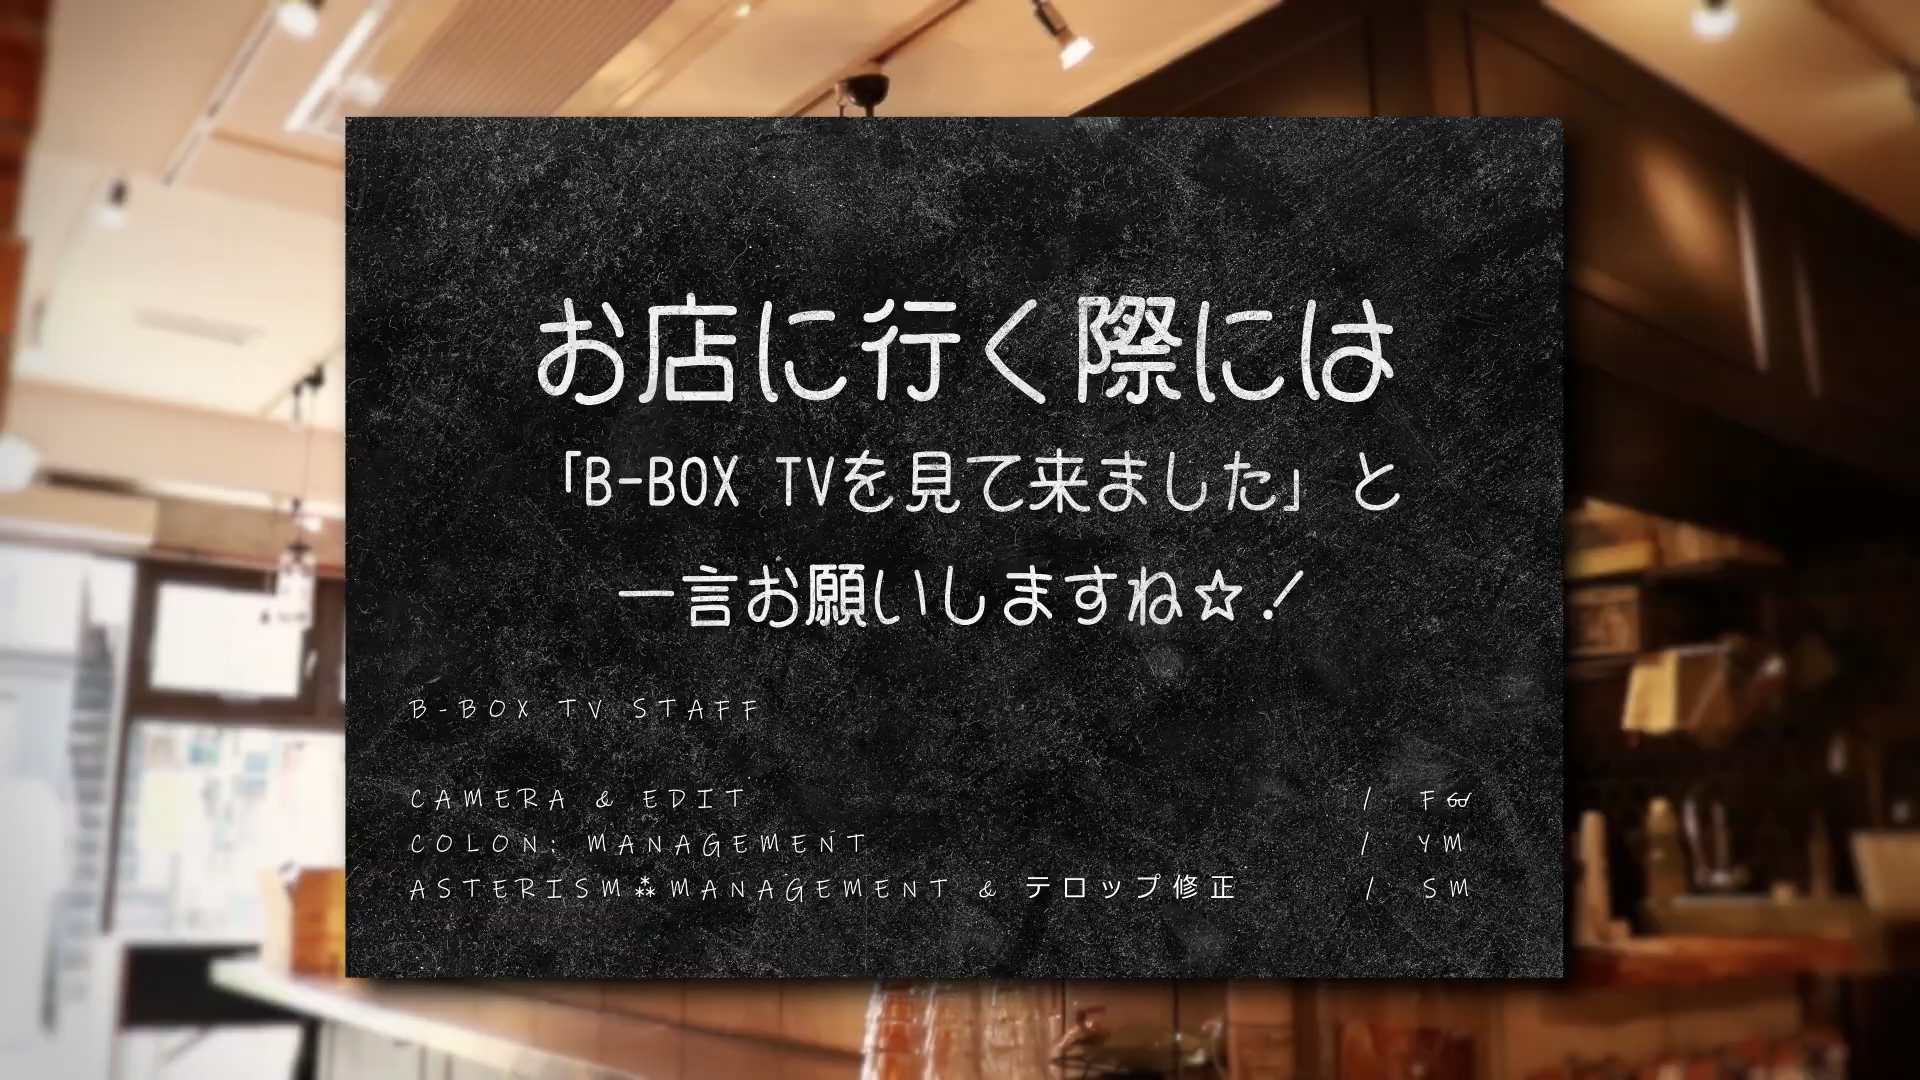 お店に行く際には
「B-BOX TVを見て来ました」と
一言お願いしますね☆！
B-BOX TV STAFF
CAMERA & EDIT / F👓
COLON: MANAGEMENT / YM
ASTERISM⁂MANAGEMENT & テロップ修正 / SM